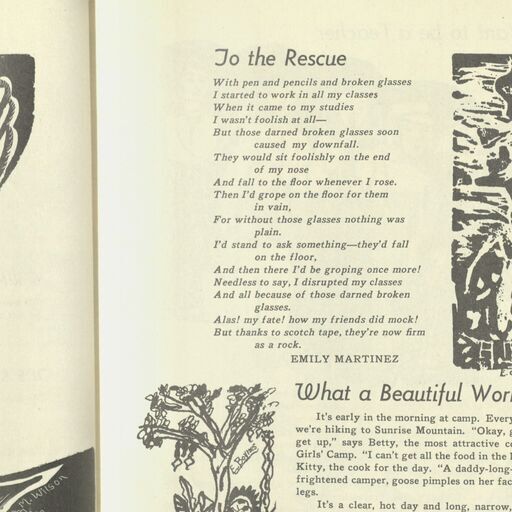 To the Rescue
With pen and pencils and broken glasses
I started to work in all my classes
When it came to my studies
I wasn't foolish at all—
But those darned broken glasses soon
caused my downfall.
They would sit foolishly on the end
of my nose
And fall to the floor whenever I rose.
Then I'd grope on the floor for them
in vain,
For without those glasses nothing was
plain.
I'd stand to ask something—they'd fall
on the floor,
And then there I'd be groping once more!
Needless to say, I disrupted my classes
And all because of those darned broken
glasses.
Alas! my fate! how my friends did mock!
But thanks to scotch tape, they're now firm
as a rock.
EMILY MARTINEZ
What a Beautiful Wor
It's early in the morning at camp. Every
we're hiking to Sunrise Mountain. "Okay, g
get up," says Betty, the most attractive co
Girls' Camp. "I can't get all the food in the
Kitty, the cook for the day. "A daddy-long-
frightened camper, goose pimples on her fac
legs.
It's a clear, hot day and long, narrow,
M. Wilson